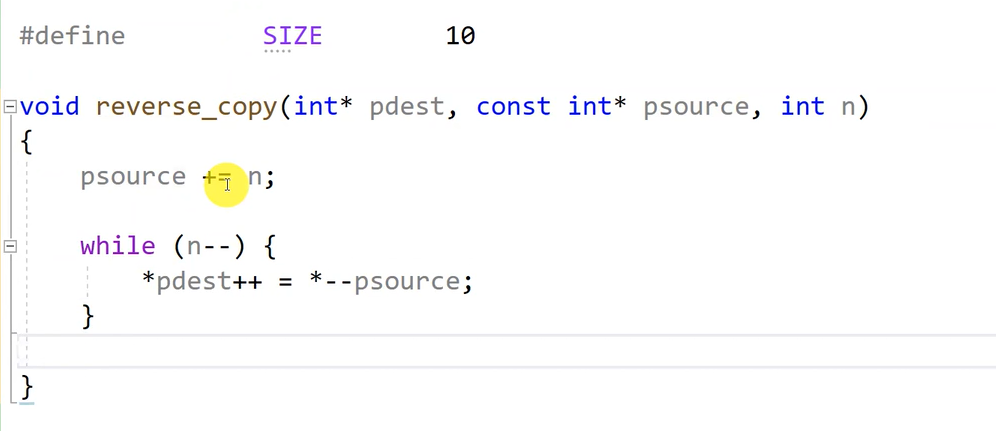 #define SIZE 10
void reverse_copy(int* pdest, const int* psource, int n)
{
psource += n;
while (n--) {
*pdest++ = *--psource;
}
}